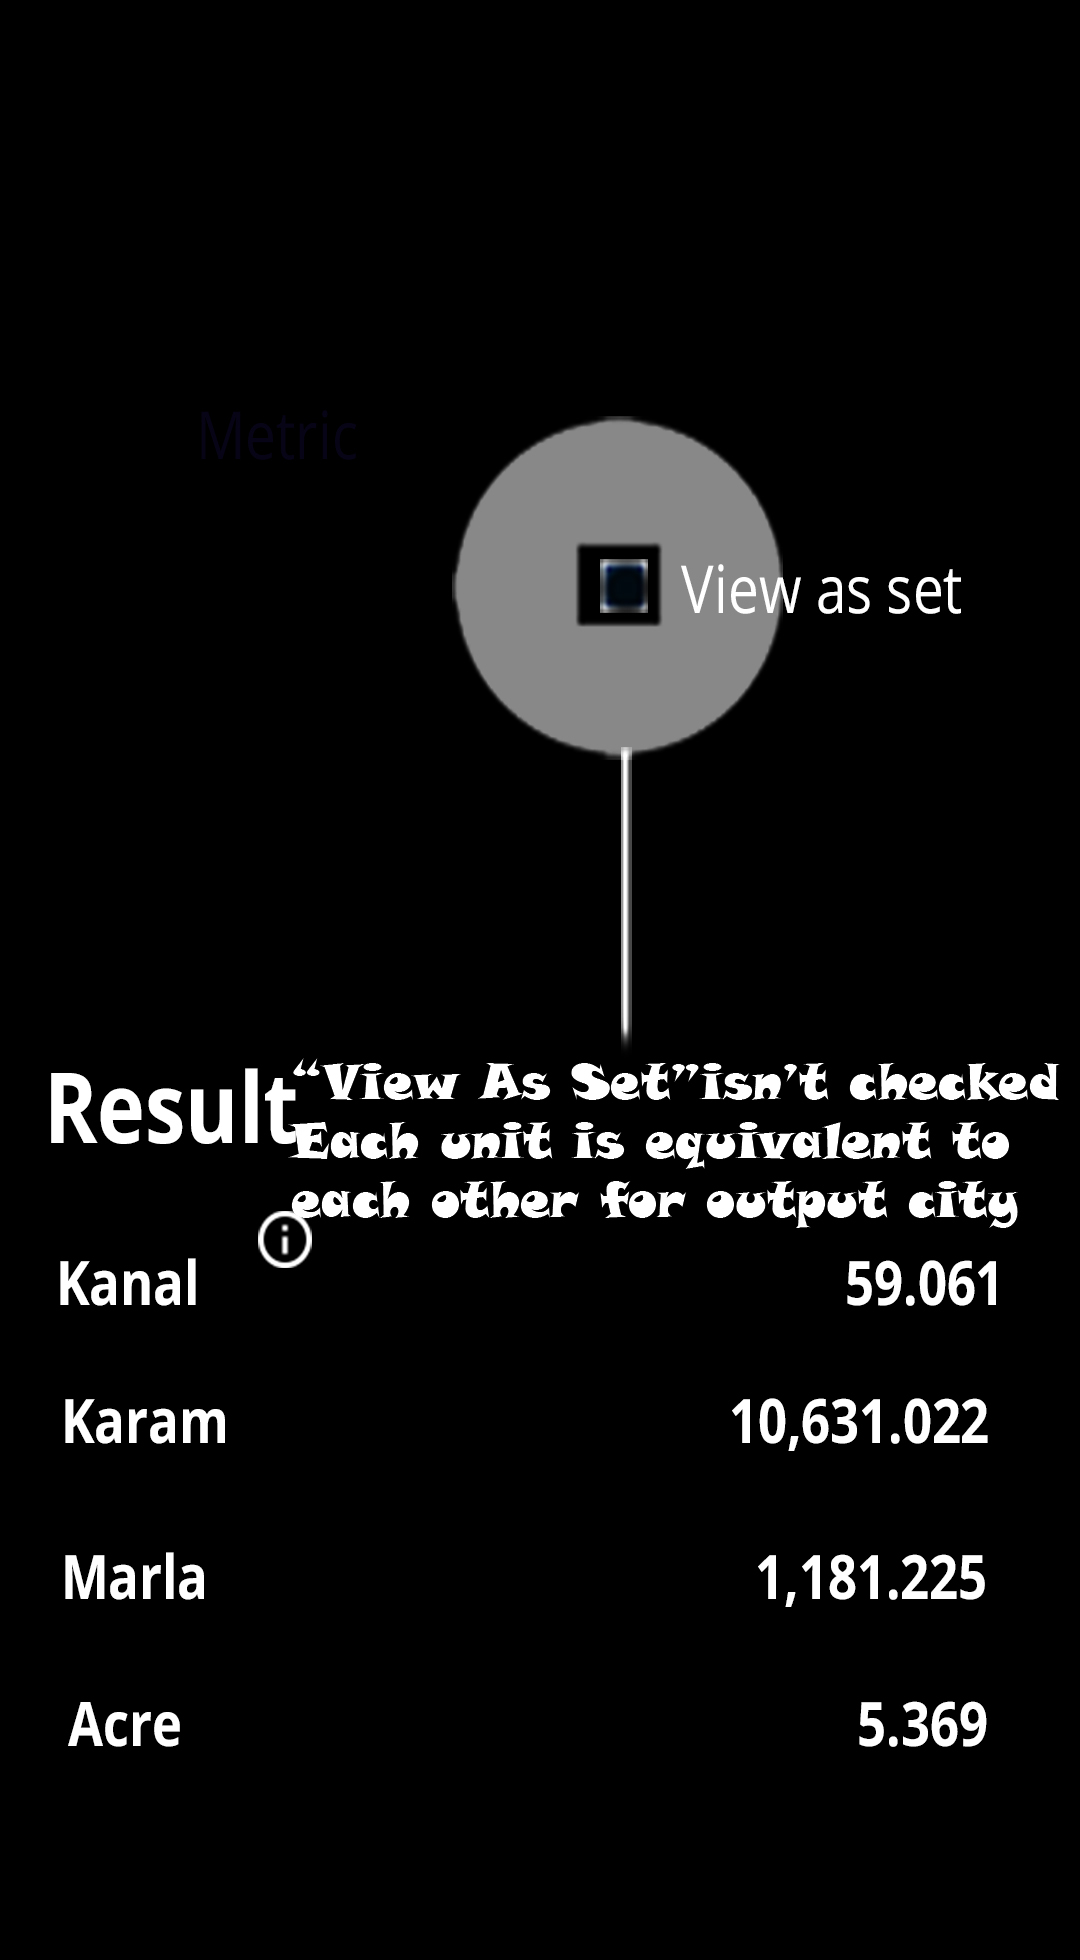 Metric
View as set
Result
“View As Set”isn’t checked
Each unit is equivalent to
each other for output city
Kanal 59.061
Karam 10,631.022
Marla 1,181.225
Acre 5.369